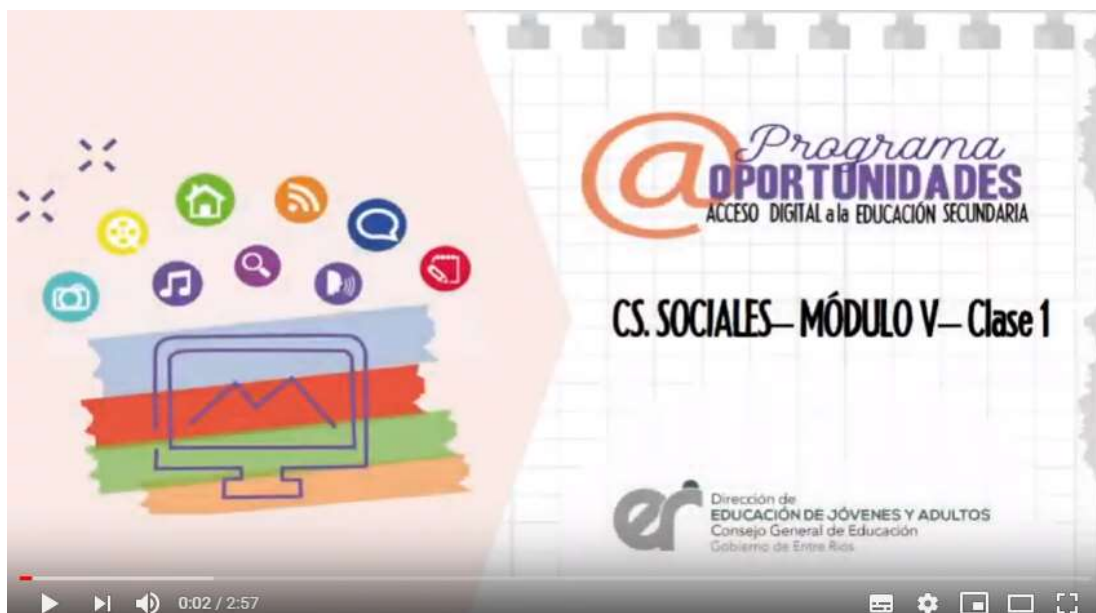 @Programa
OPORTUNIDADES
ACCESO DIGITAL a la EDUCACIÓN SECUNDARIA
CS. SOCIALES– MÓDULO V– Clase 1
er
Dirección de
EDUCACIÓN DE JÓVENES Y ADULTOS
Consejo General de Educación
Gobierno de Entre Ríos
0:02 / 2:57